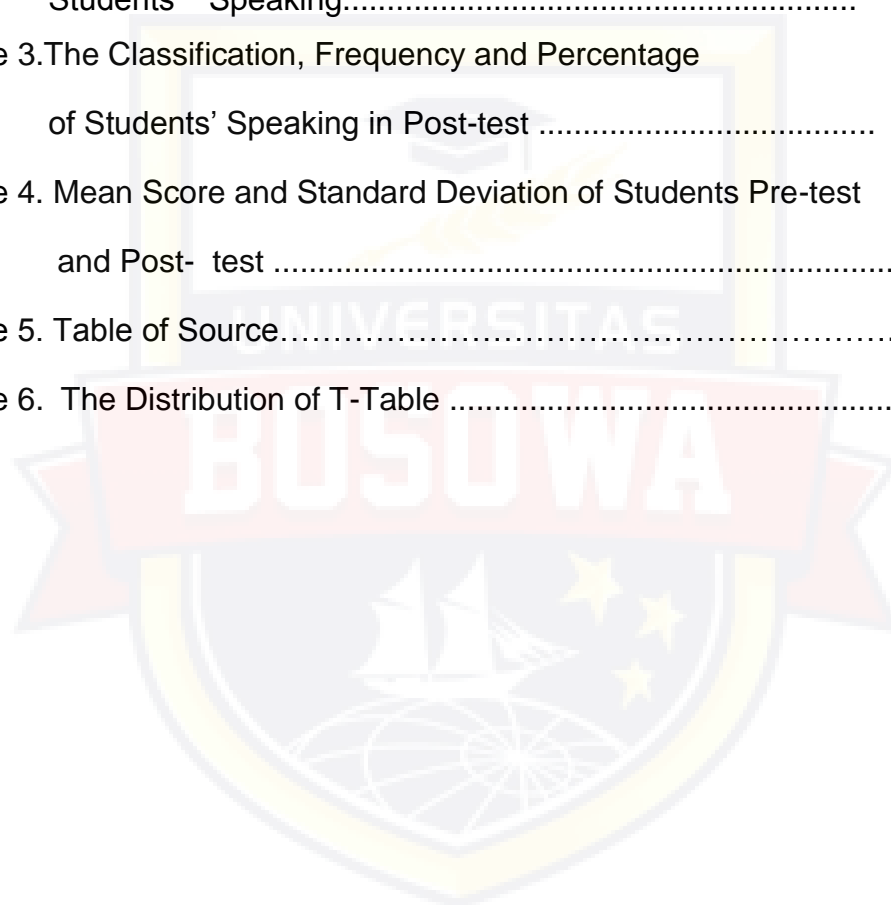 Students’ Speaking..........................................................
e 3.The Classification, Frequency and Percentage
of Students’ Speaking in Post-test ......................................
e 4. Mean Score and Standard Deviation of Students Pre-test
and Post- test ......................................................................
e 5. Table of Source……………………………………………….
UNIVERSITAS
e 6. The Distribution of T-Table ..................................................
BOSOWA